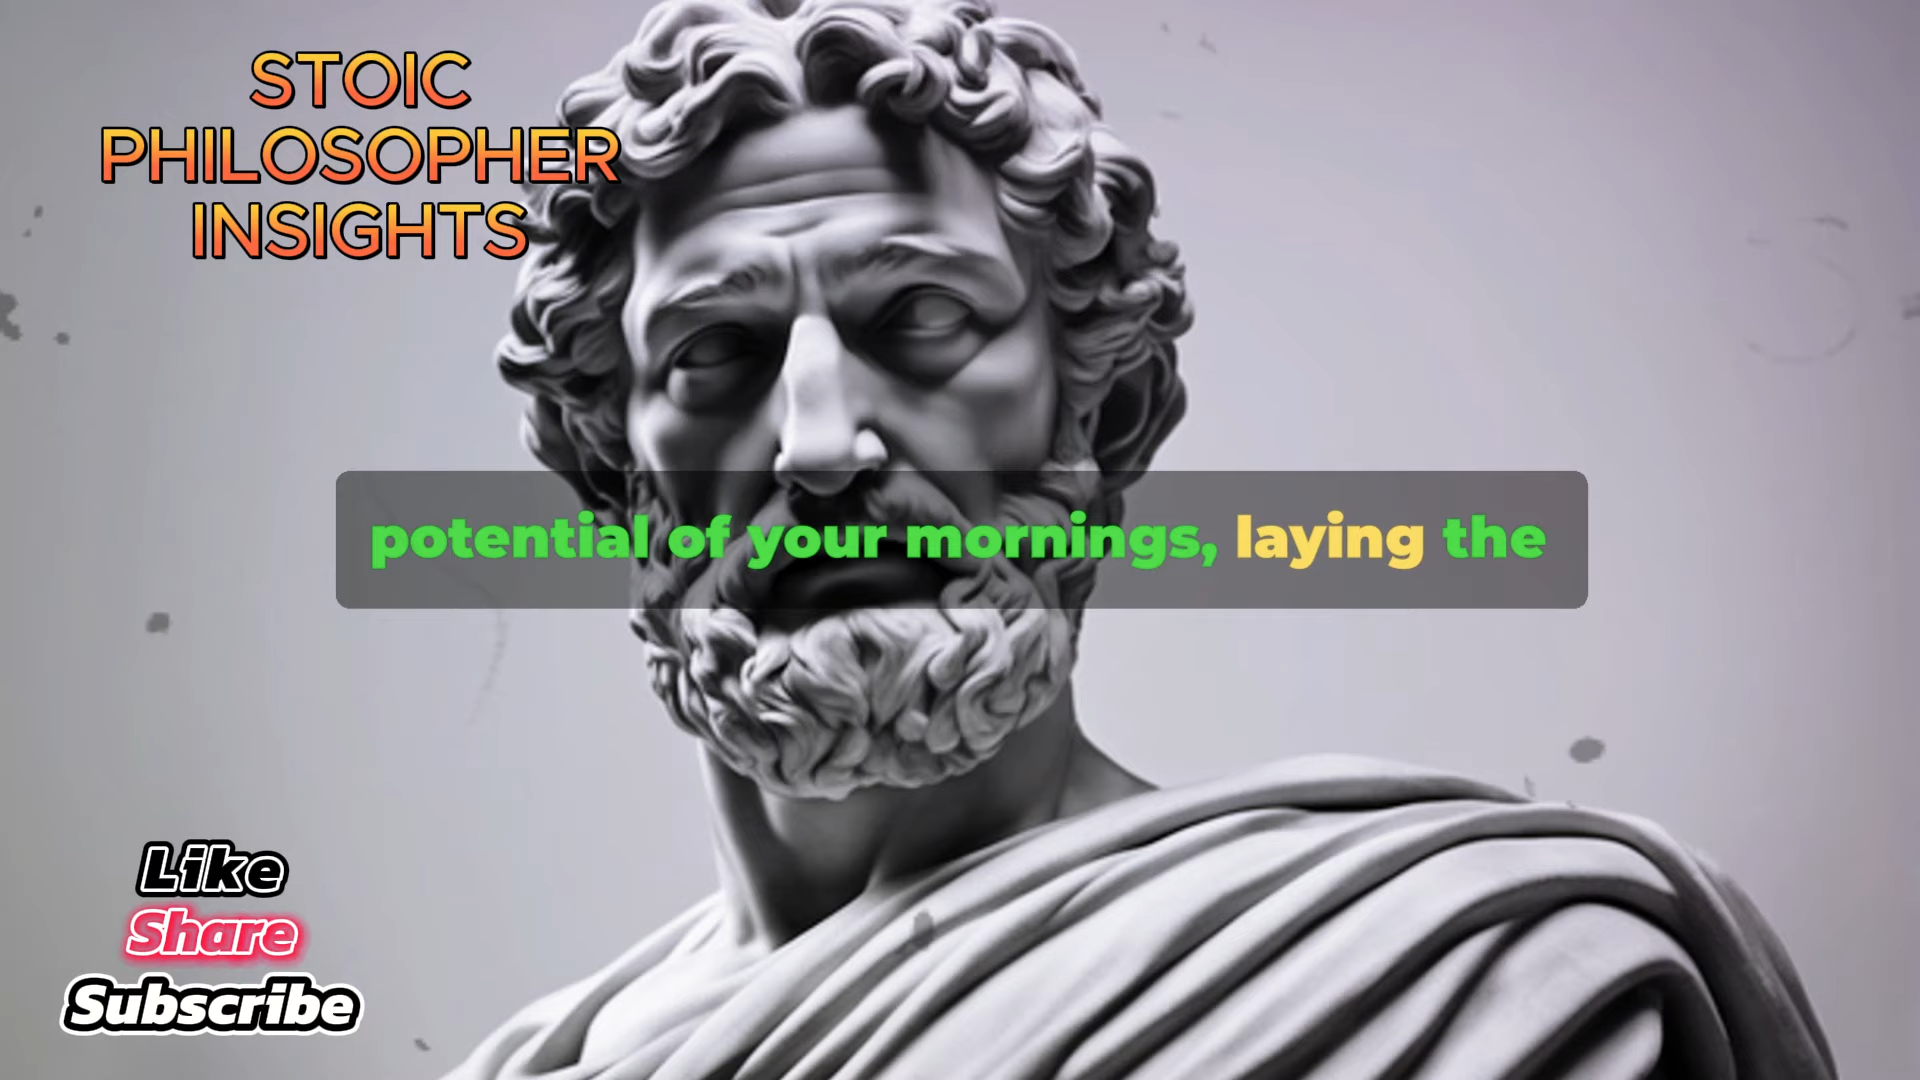 STOIC
PHILOSOPHER
INSIGHTS
potential of your mornings, laying the
Like
Share
Subscribe